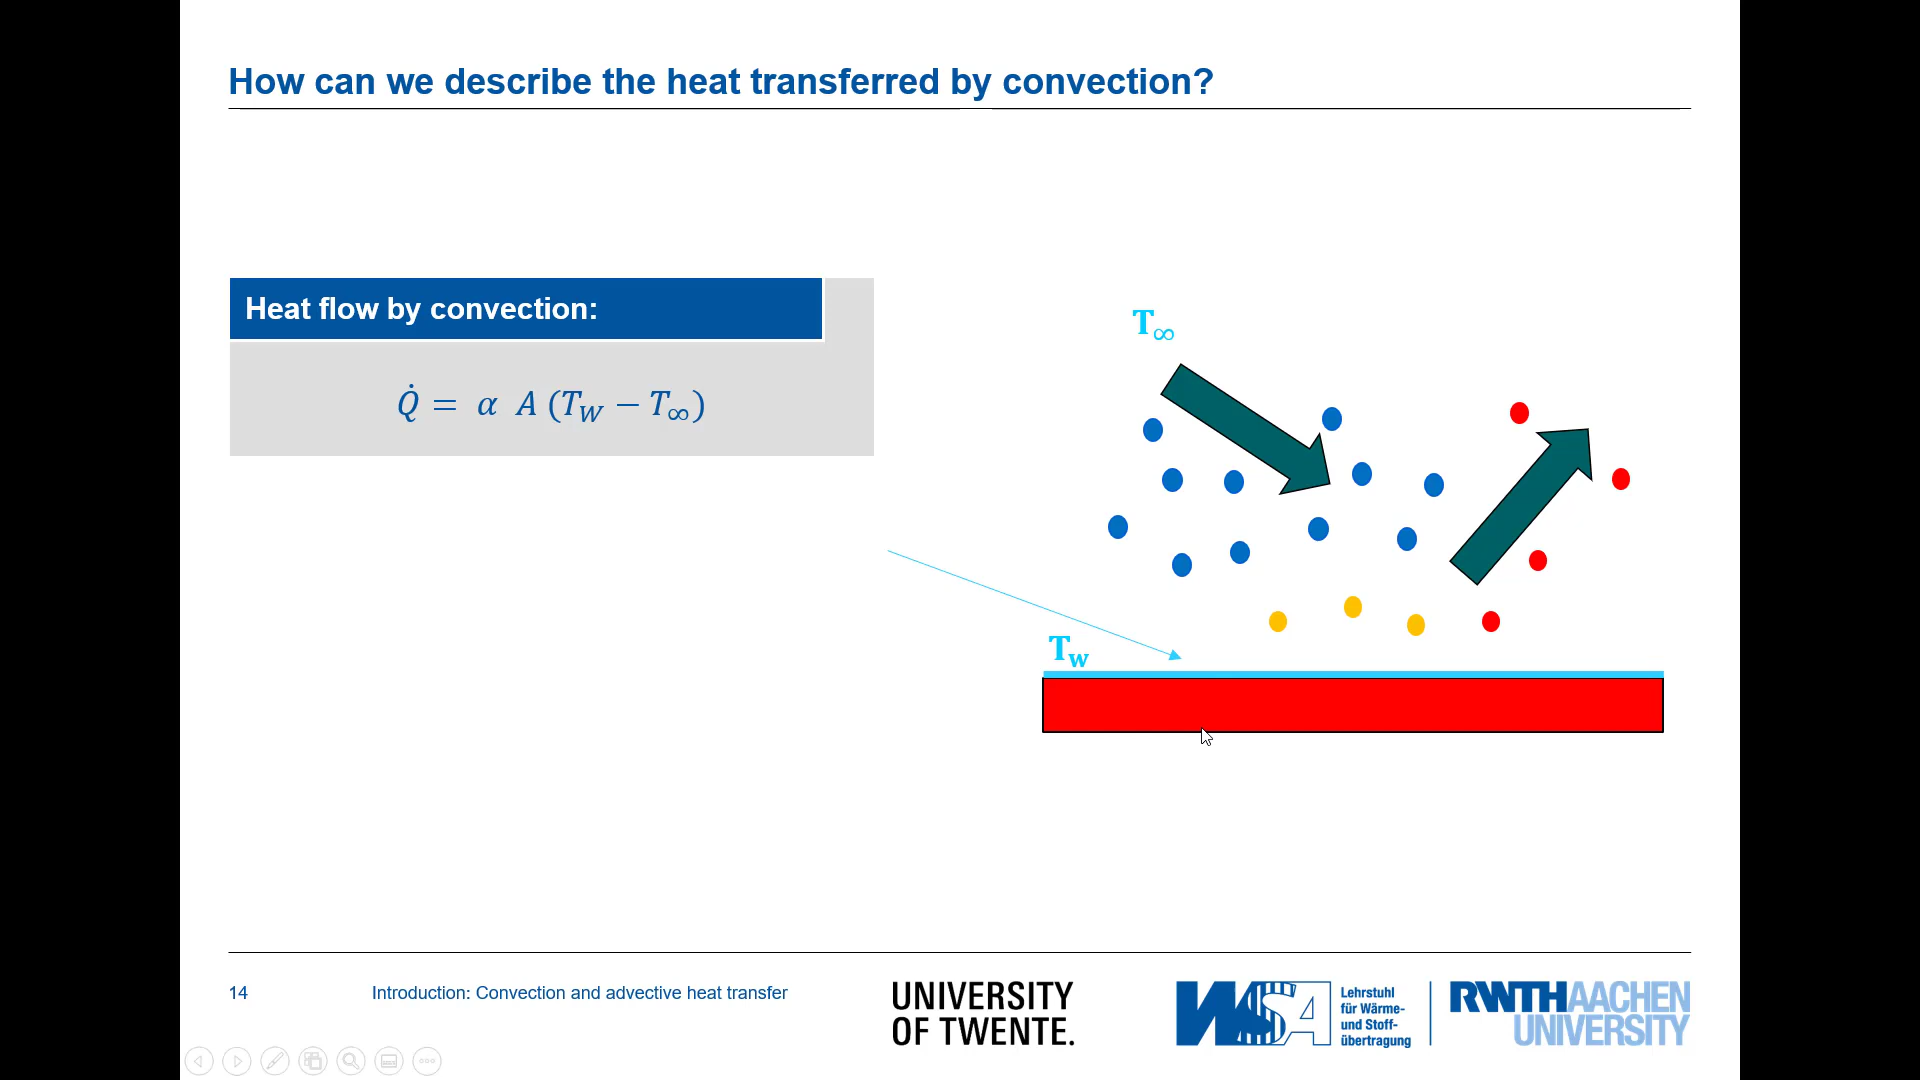 How can we describe the heat transferred by convection?
Heat flow by convection:
Q̇ = α A (T_W − T_∞)
T_∞
T_w
14
Introduction: Convection and advective heat transfer
UNIVERSITY
OF TWENTE.
WSA
Lehrstuhl
für Wärme-
und Stoff-
übertragung
RWTHAACHEN
UNIVERSITY